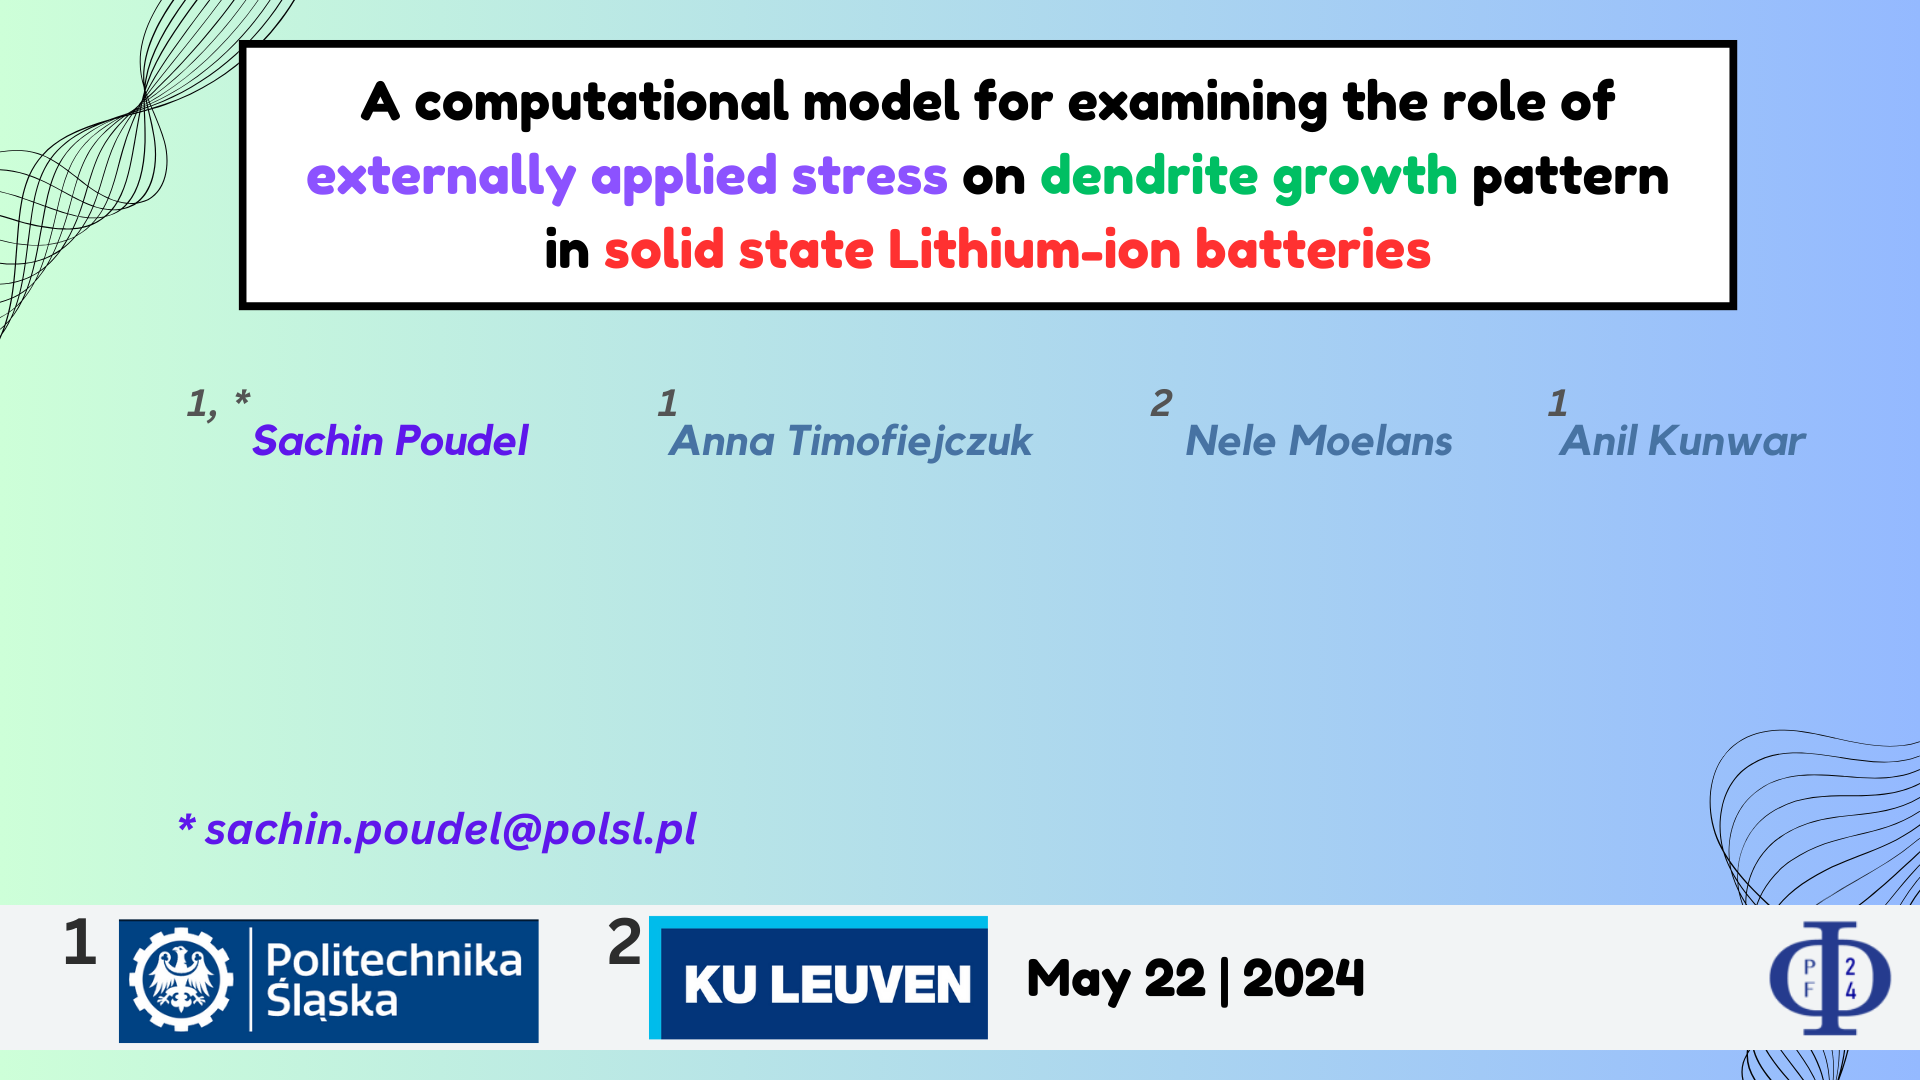 A computational model for examining the role of
externally applied stress on dendrite growth pattern
in solid state Lithium-ion batteries
1, * Sachin Poudel
1 Anna Timofiejczuk
2 Nele Moelans
1 Anil Kunwar
* sachin.poudel@polsl.pl
1
Politechnika
Śląska
2
KU LEUVEN
May 22 | 2024
P 2
F 4